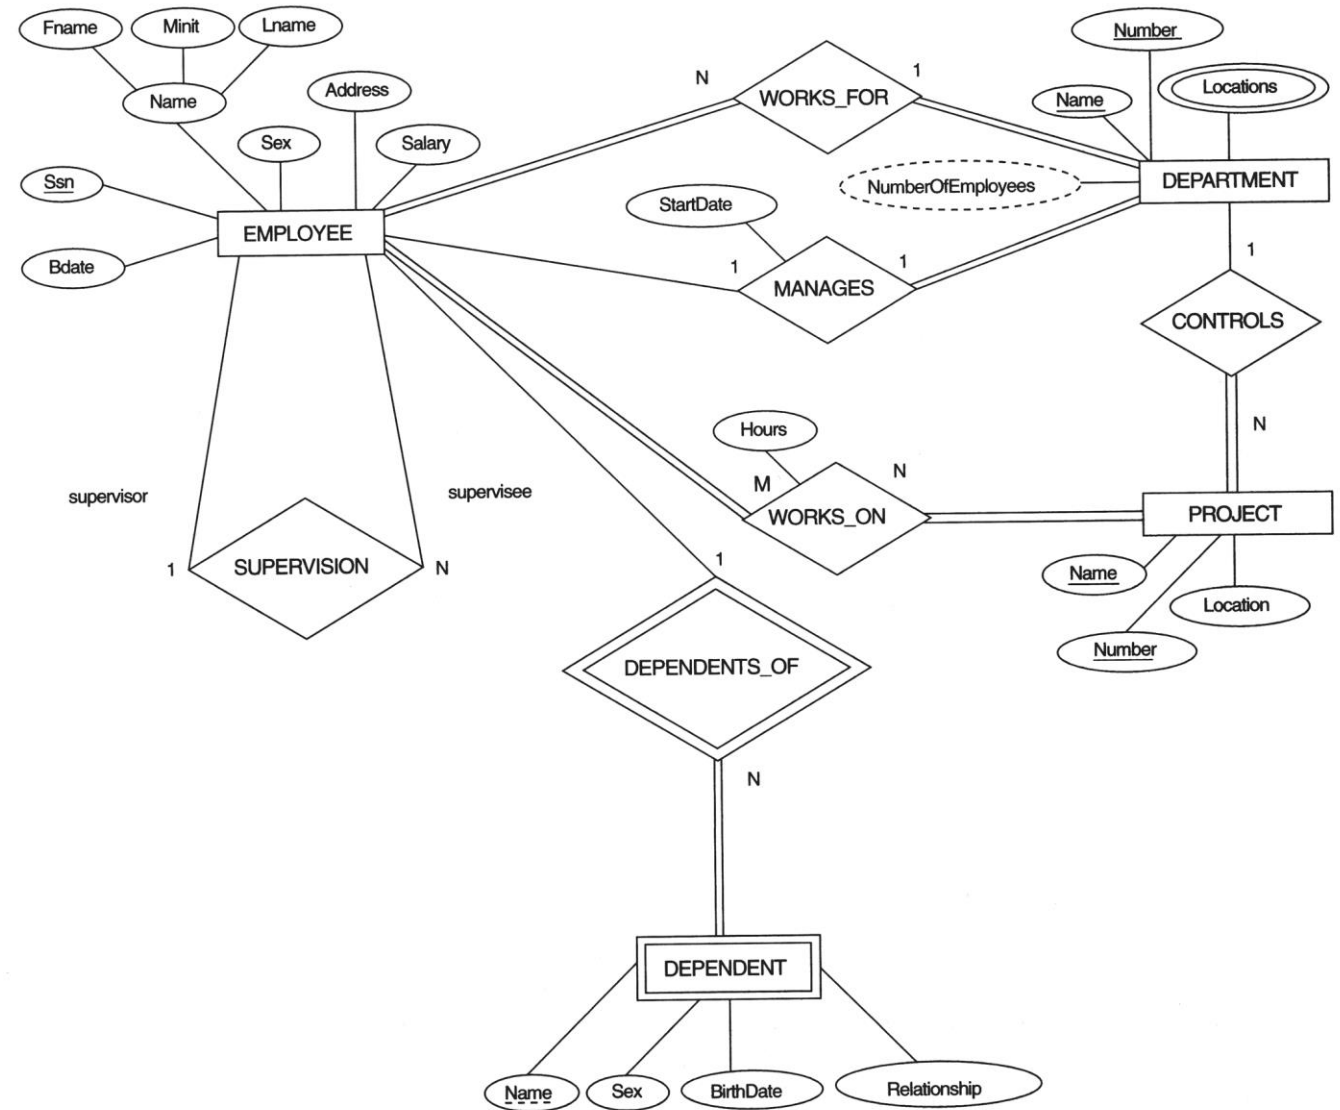 Fname
Minit
Lname
Number
N
1
WORKS_FOR
Locations
Address
Name
Name
Sex
Salary
Ssn
NumberOfEmployees
DEPARTMENT
StartDate
EMPLOYEE
Bdate
1
1
1
MANAGES
CONTROLS
Hours
N
M
N
supervisor
supervisee
WORKS_ON
PROJECT
1
SUPERVISION
N
1
Name
Location
Number
DEPENDENTS_OF
N
DEPENDENT
Name
Sex
BirthDate
Relationship